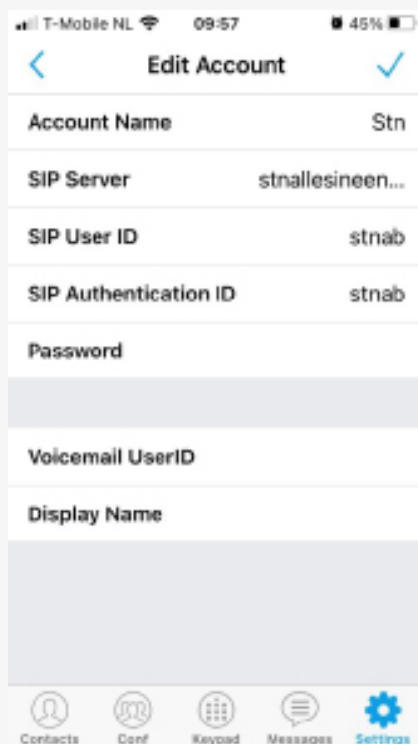 T-Mobile NL 09:57 45%
Edit Account
Account Name Stn
SIP Server stnallesineen...
SIP User ID stnab
SIP Authentication ID stnab
Password
Voicemail UserID
Display Name
Contacts Conf Keypad Messages Settings